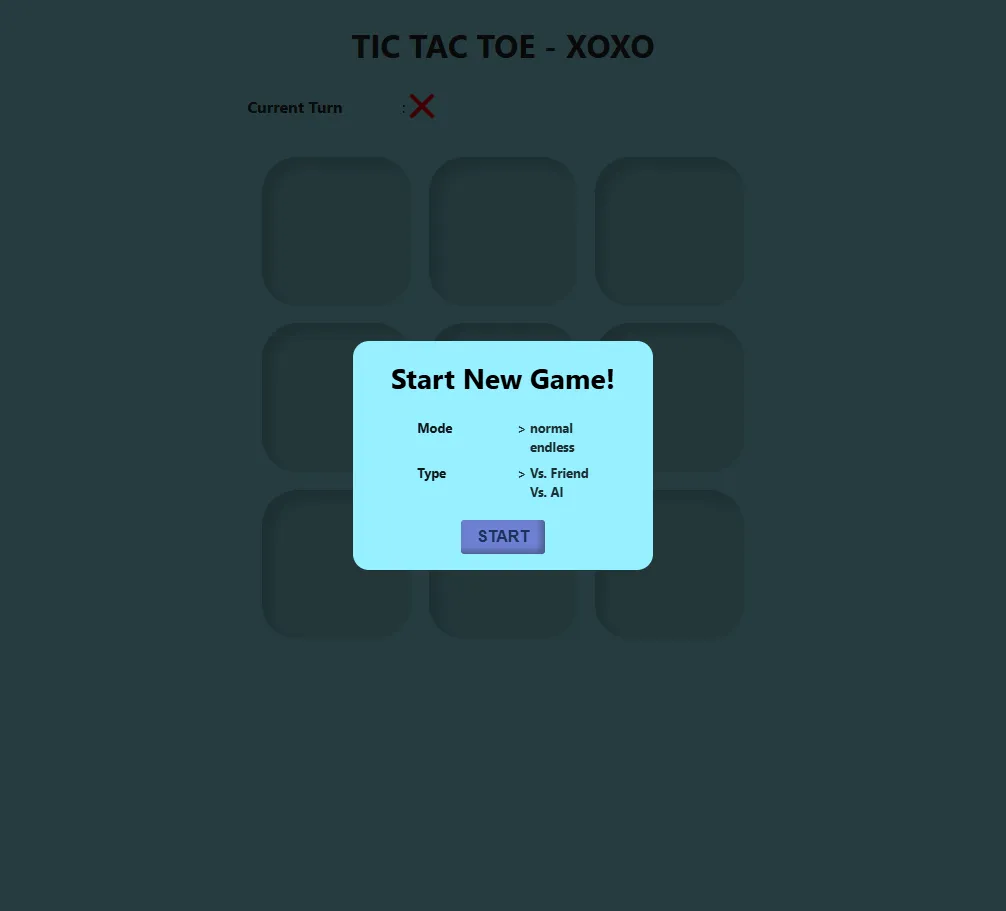 TIC TAC TOE - XOXO
Current Turn :
Start New Game!
Mode > normal
endless
Type > Vs. Friend
Vs. AI
START